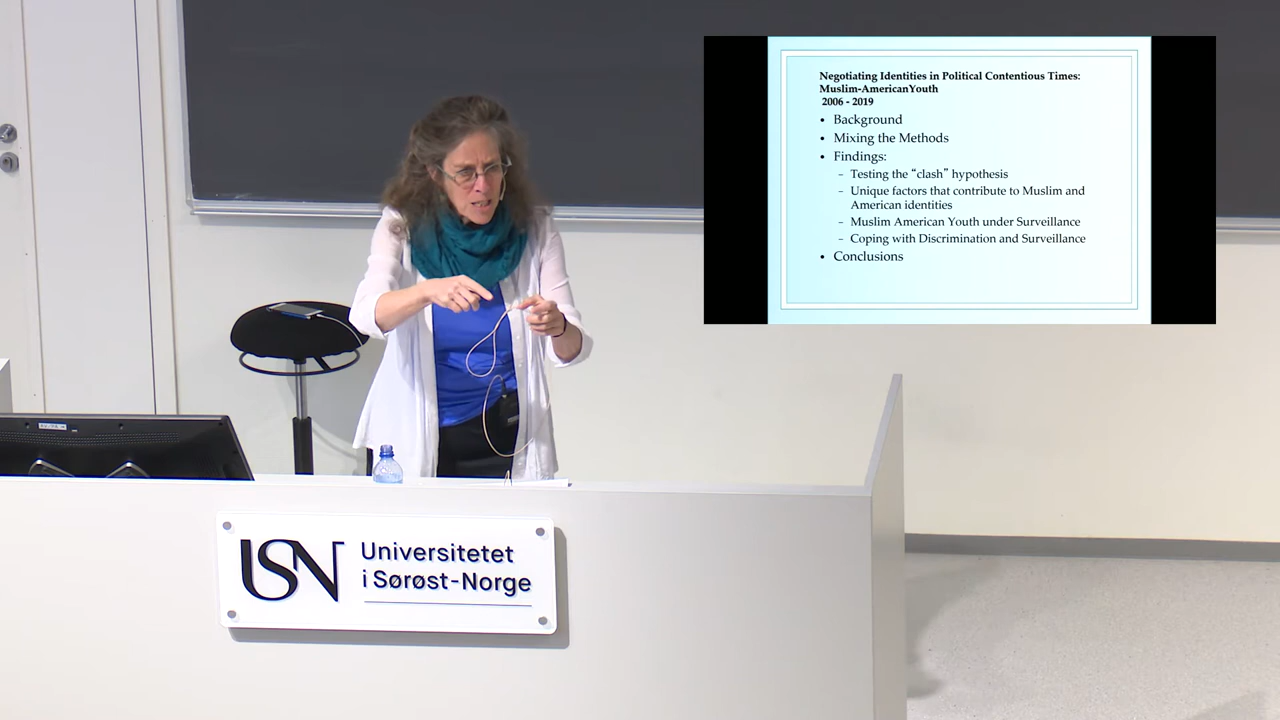 Negotiating Identities in Political Contentious Times:
Muslim-AmericanYouth
2006 - 2019
• Background
• Mixing the Methods
• Findings:
– Testing the “clash” hypothesis
– Unique factors that contribute to Muslim and
American identities
– Muslim American Youth under Surveillance
– Coping with Discrimination and Surveillance
• Conclusions
USN
Universitetet
i Sørøst-Norge